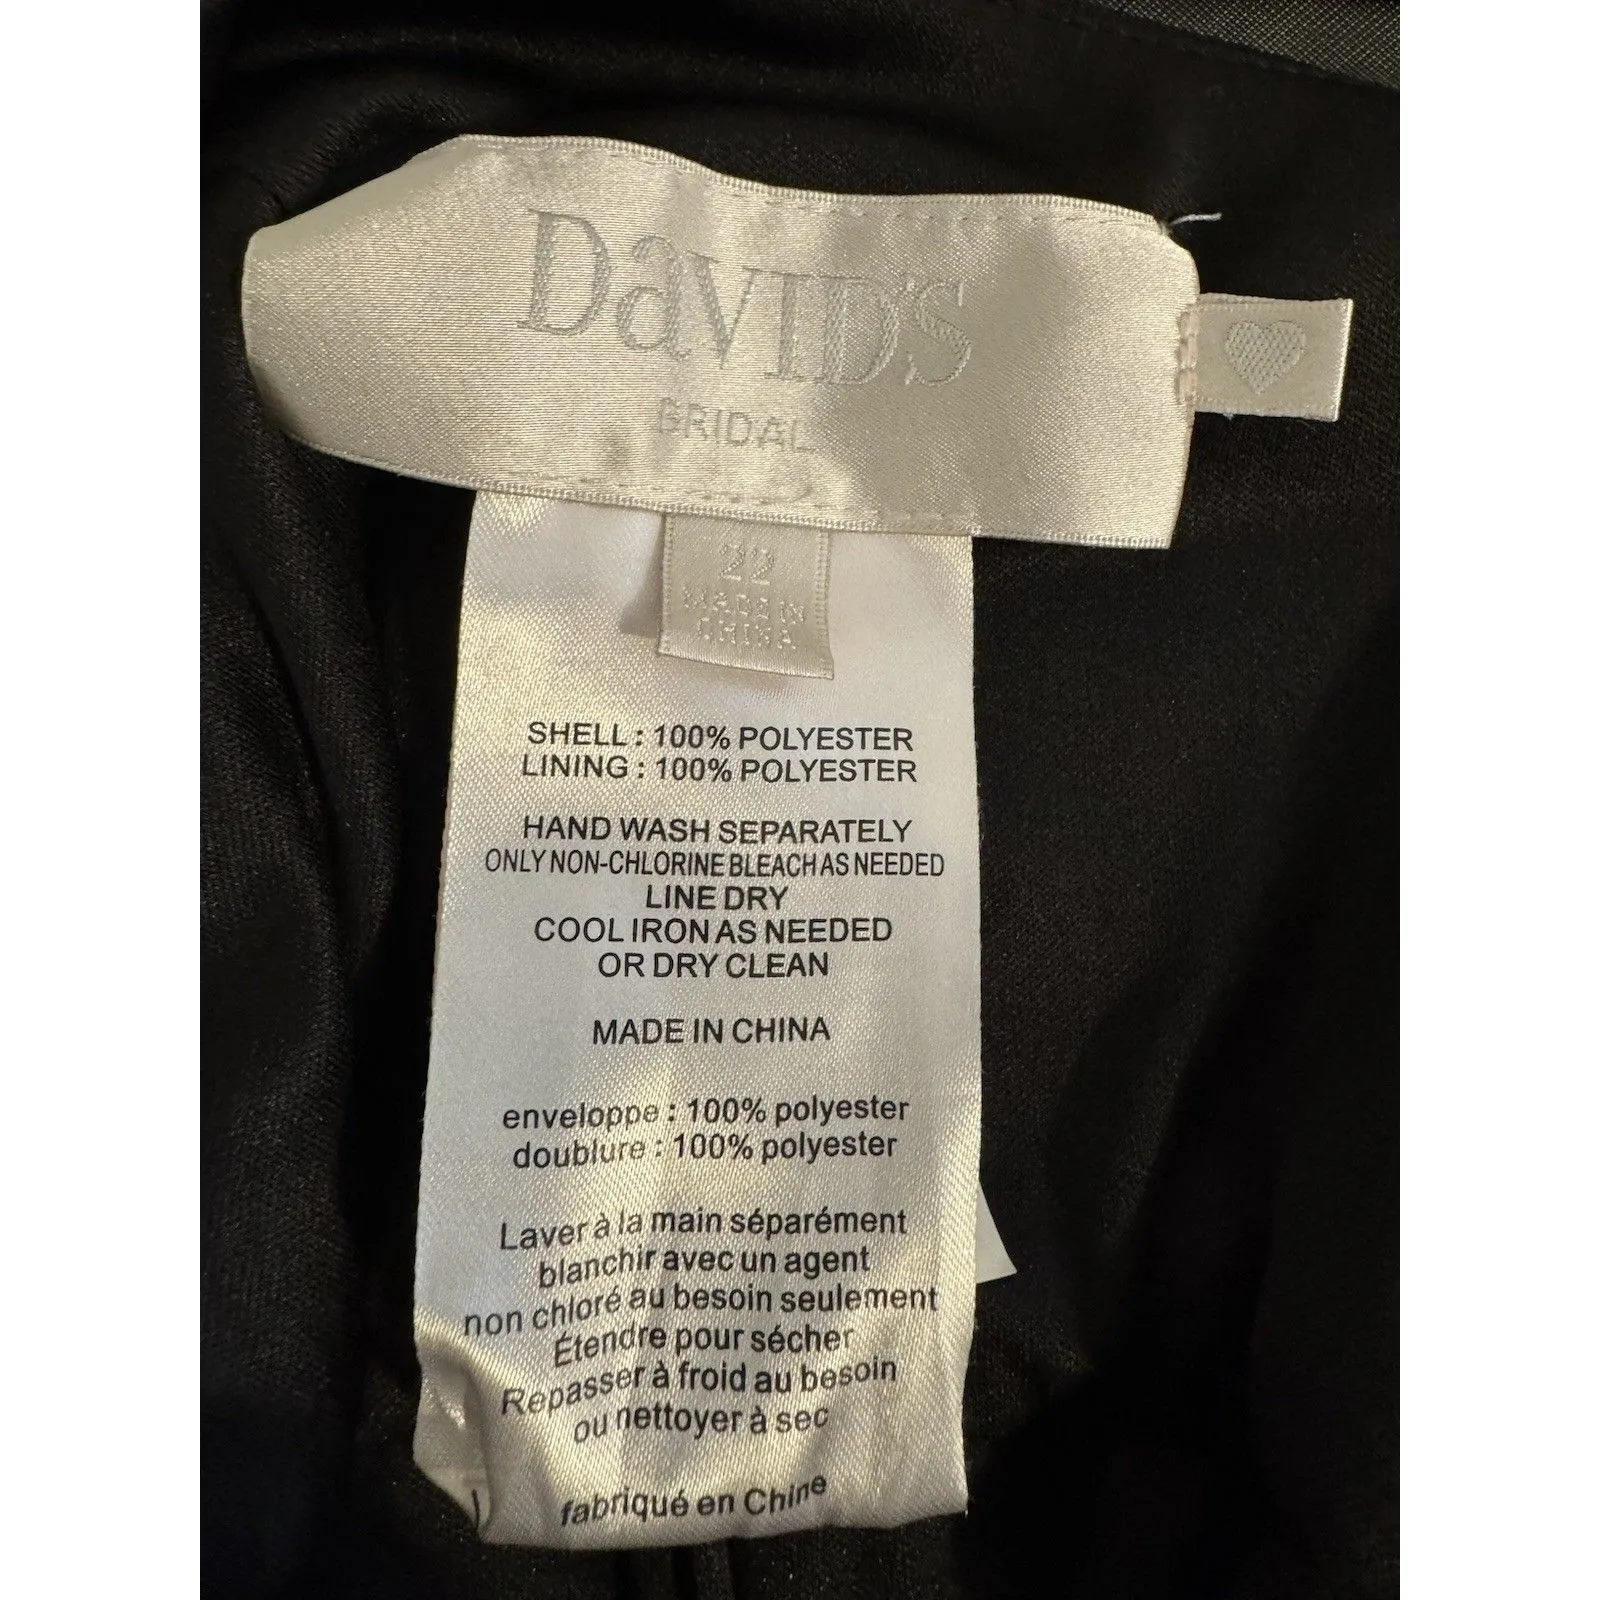 DaVID'S
BRIDAL
22
MADE IN
CHINA
SHELL : 100% POLYESTER
LINING : 100% POLYESTER
HAND WASH SEPARATELY
ONLY NON-CHLORINE BLEACH AS NEEDED
LINE DRY
COOL IRON AS NEEDED
OR DRY CLEAN
MADE IN CHINA
enveloppe : 100% polyester
doublure : 100% polyester
Laver à la main séparément
blanchir avec un agent
non chloré au besoin seulement
Étendre pour sécher
Repasser à froid au besoin
ou nettoyer à sec
fabriqué en Chine